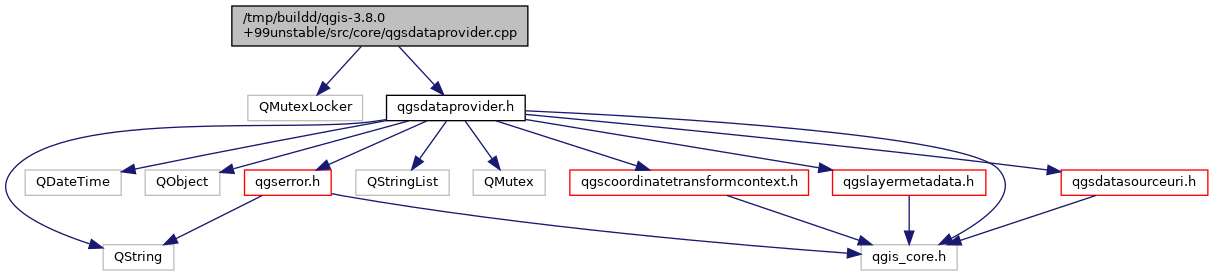 /tmp/buildd/qgis-3.8.0
+99unstable/src/core/qgsdataprovider.cpp
QMutexLocker
qgsdataprovider.h
QDateTime
QObject
qgserror.h
QStringList
QMutex
qgscoordinatetransformcontext.h
qgslayermetadata.h
qgsdatasourceuri.h
QString
qgis_core.h